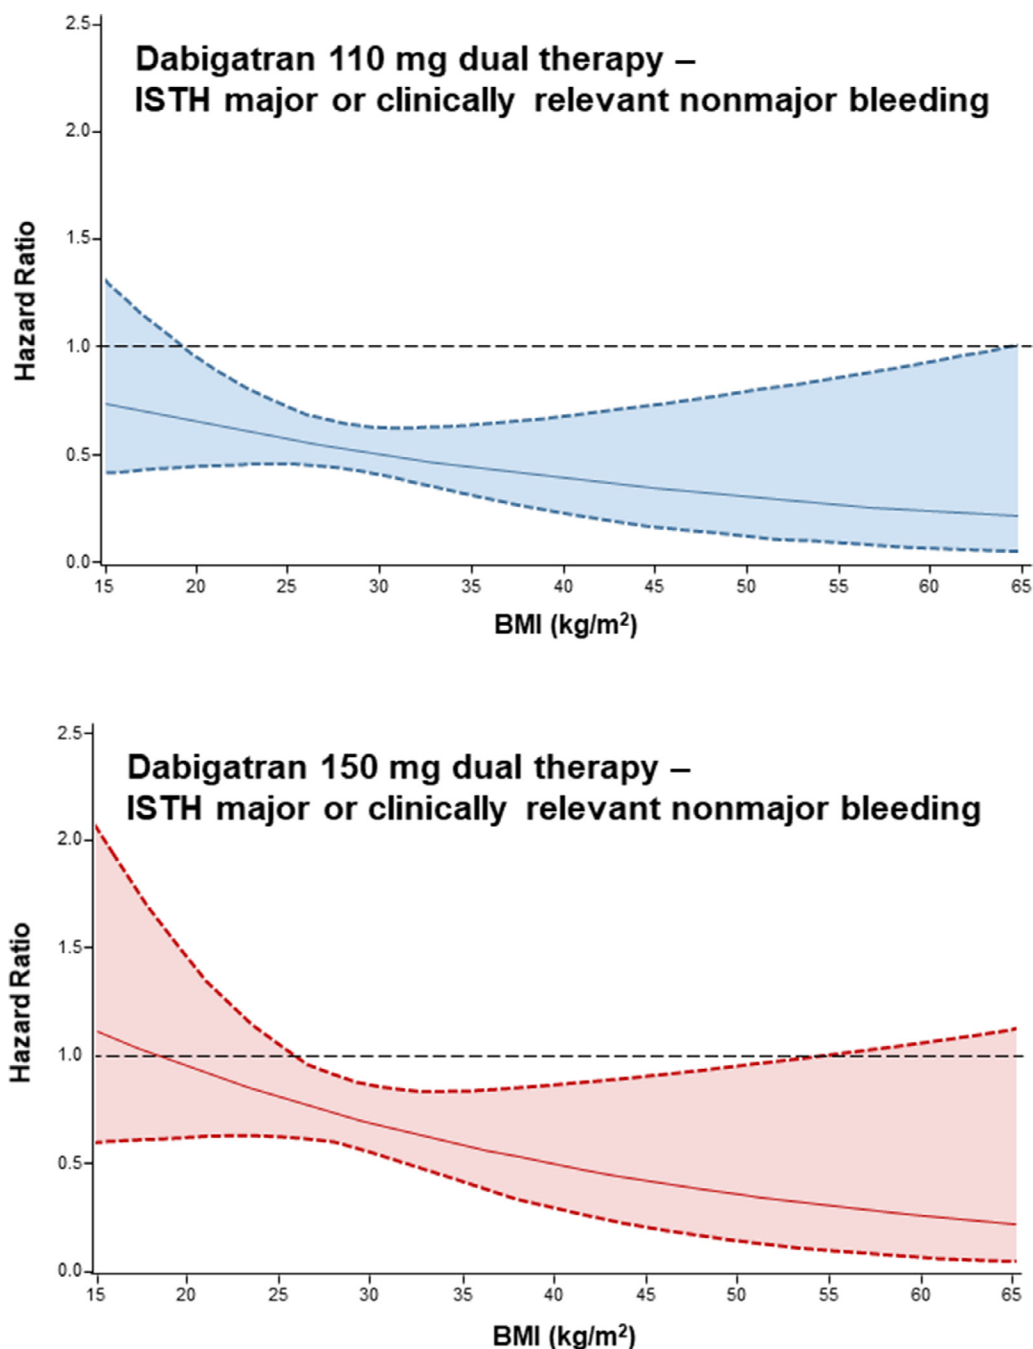 2.5
Dabigatran 110 mg dual therapy –
ISTH major or clinically relevant nonmajor bleeding
2.0
1.5
1.0
0.5
0.0
Hazard Ratio
15 20 25 30 35 40 45 50 55 60 65
BMI (kg/m²)
2.5
Dabigatran 150 mg dual therapy –
ISTH major or clinically relevant nonmajor bleeding
2.0
1.5
1.0
0.5
0.0
Hazard Ratio
15 20 25 30 35 40 45 50 55 60 65
BMI (kg/m²)